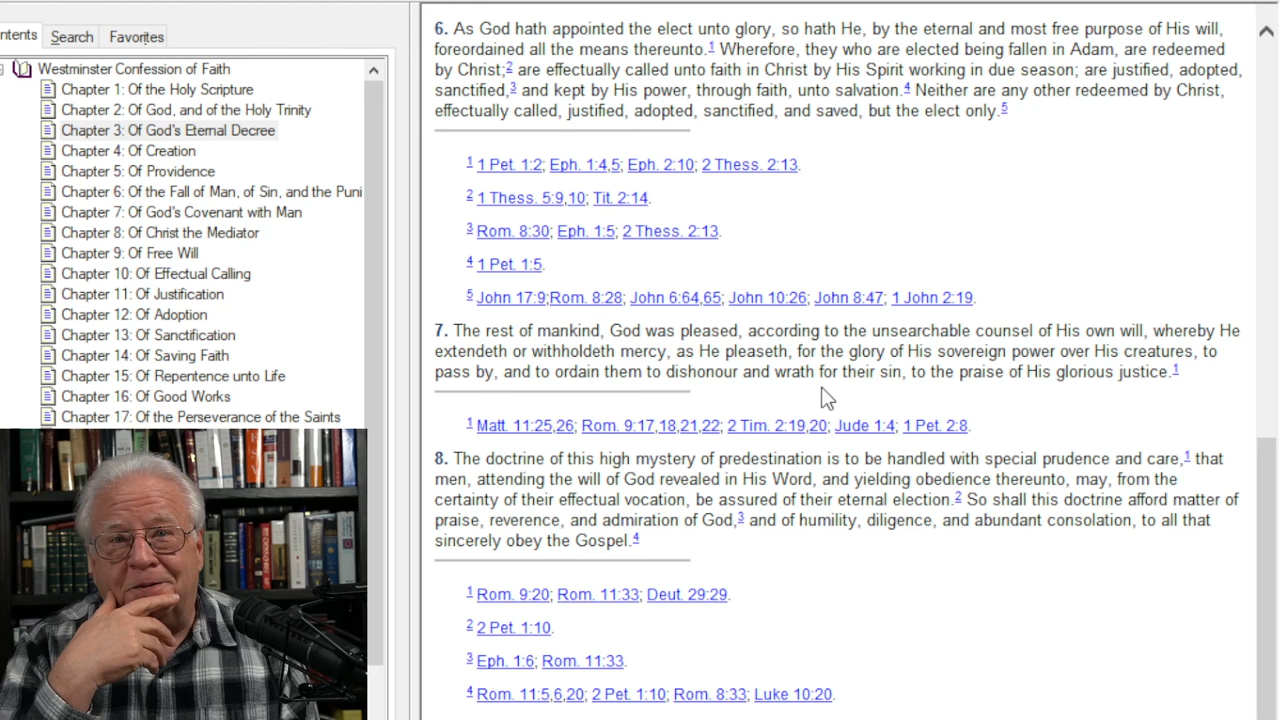 ntents
Search
Favorites
Westminster Confession of Faith
Chapter 1: Of the Holy Scripture
Chapter 2: Of God, and of the Holy Trinity
Chapter 3: Of God's Eternal Decree
Chapter 4: Of Creation
Chapter 5: Of Providence
Chapter 6: Of the Fall of Man, of Sin, and the Puni
Chapter 7: Of God's Covenant with Man
Chapter 8: Of Christ the Mediator
Chapter 9: Of Free Will
Chapter 10: Of Effectual Calling
Chapter 11: Of Justification
Chapter 12: Of Adoption
Chapter 13: Of Sanctification
Chapter 14: Of Saving Faith
Chapter 15: Of Repentence unto Life
Chapter 16: Of Good Works
Chapter 17: Of the Perseverance of the Saints
6. As God hath appointed the elect unto glory, so hath He, by the eternal and most free purpose of His will,
foreordained all the means thereunto.1 Wherefore, they who are elected being fallen in Adam, are redeemed
by Christ;2 are effectually called unto faith in Christ by His Spirit working in due season; are justified, adopted,
sanctified,3 and kept by His power, through faith, unto salvation.4 Neither are any other redeemed by Christ,
effectually called, justified, adopted, sanctified, and saved, but the elect only.5
1 1 Pet. 1:2; Eph. 1:4,5; Eph. 2:10; 2 Thess. 2:13.
2 1 Thess. 5:9,10; Tit. 2:14.
3 Rom. 8:30; Eph. 1:5; 2 Thess. 2:13.
4 1 Pet. 1:5.
5 John 17:9;Rom. 8:28; John 6:64,65; John 10:26; John 8:47; 1 John 2:19.
7. The rest of mankind, God was pleased, according to the unsearchable counsel of His own will, whereby He
extendeth or withholdeth mercy, as He pleaseth, for the glory of His sovereign power over His creatures, to
pass by, and to ordain them to dishonour and wrath for their sin, to the praise of His glorious justice.1
1 Matt. 11:25,26; Rom. 9:17,18,21,22; 2 Tim. 2:19,20; Jude 1:4; 1 Pet. 2:8.
8. The doctrine of this high mystery of predestination is to be handled with special prudence and care,1 that
men, attending the will of God revealed in His Word, and yielding obedience thereunto, may, from the
certainty of their effectual vocation, be assured of their eternal election.2 So shall this doctrine afford matter of
praise, reverence, and admiration of God,3 and of humility, diligence, and abundant consolation, to all that
sincerely obey the Gospel.4
1 Rom. 9:20; Rom. 11:33; Deut. 29:29.
2 2 Pet. 1:10.
3 Eph. 1:6; Rom. 11:33.
4 Rom. 11:5,6,20; 2 Pet. 1:10; Rom. 8:33; Luke 10:20.